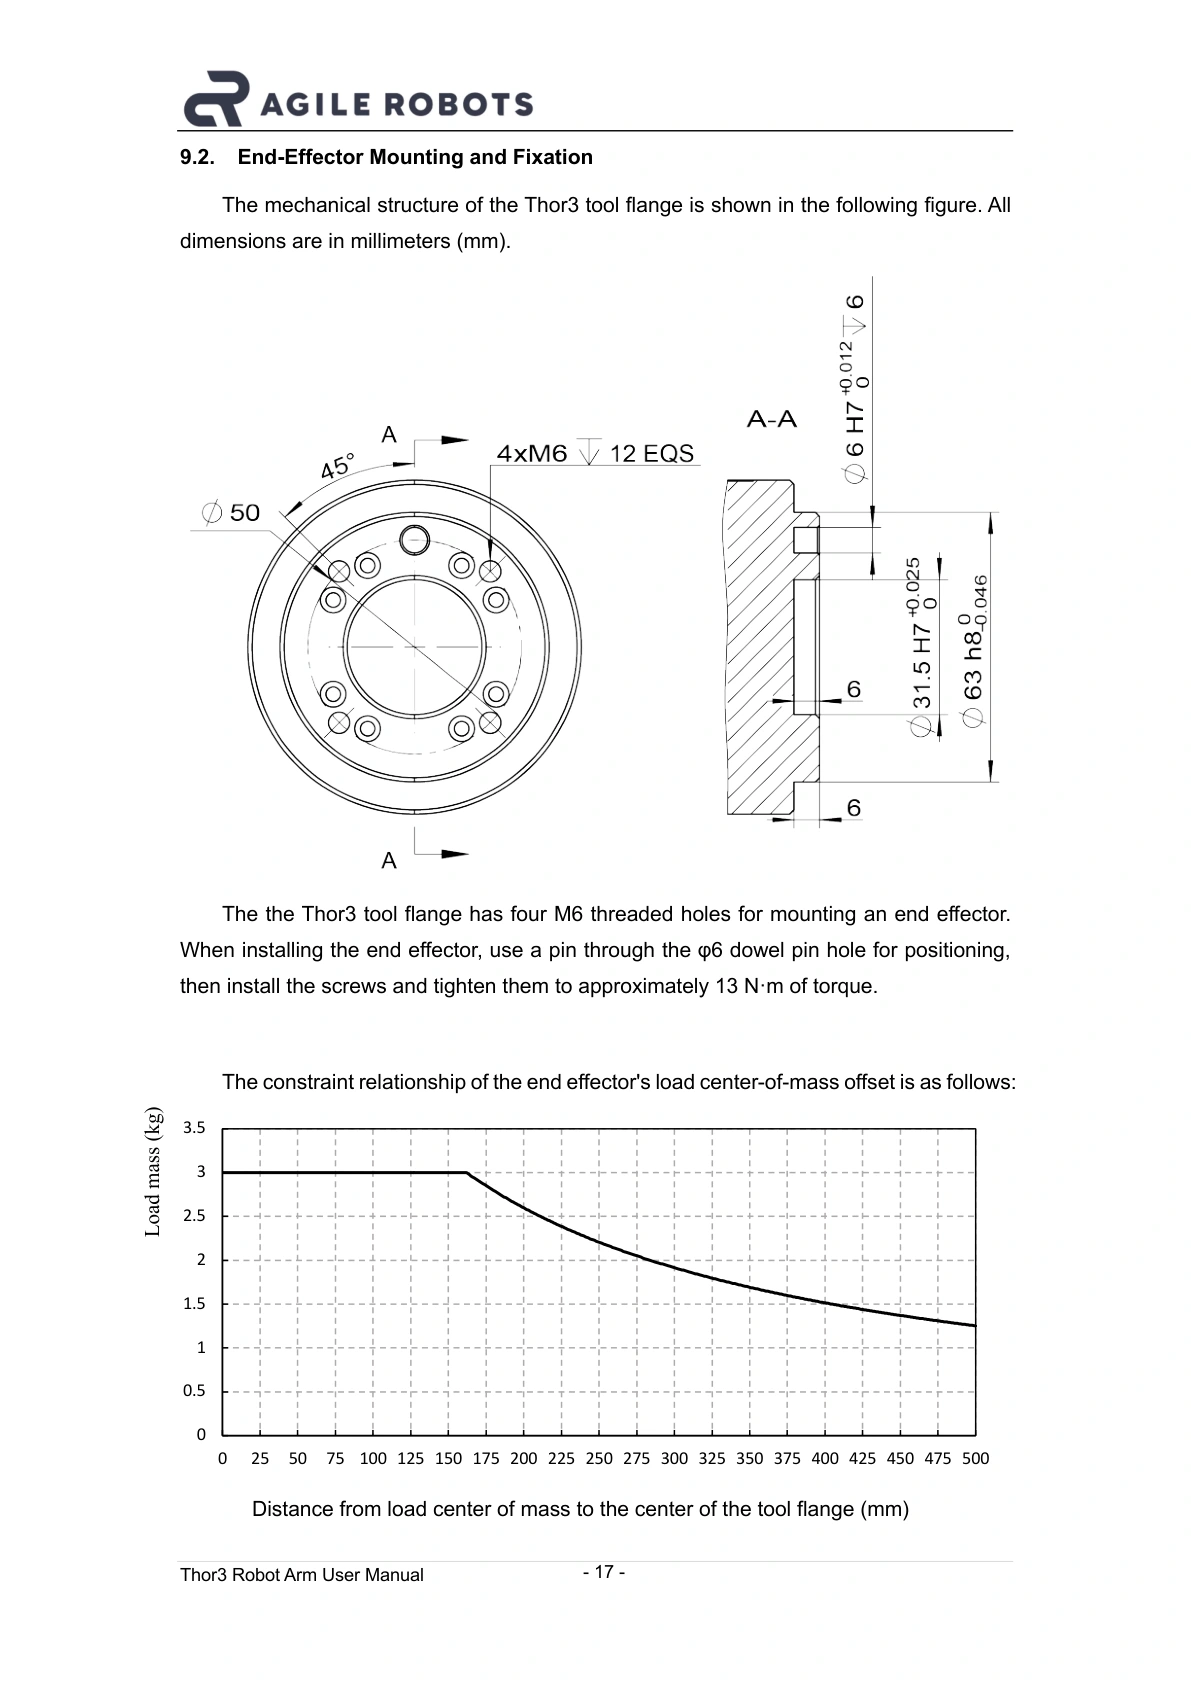 AGILE ROBOTS
9.2. End-Effector Mounting and Fixation
The mechanical structure of the Thor3 tool flange is shown in the following figure. All
dimensions are in millimeters (mm).
A
45°
4xM6 ↧ 12 EQS
∅ 50
A
A-A
∅ 6 H7 +0.012 0 ↧ 6
∅ 31.5 H7 +0.025 0
∅ 63 h8 0 -0.046
6
6
The the Thor3 tool flange has four M6 threaded holes for mounting an end effector.
When installing the end effector, use a pin through the φ6 dowel pin hole for positioning,
then install the screws and tighten them to approximately 13 N·m of torque.
The constraint relationship of the end effector's load center-of-mass offset is as follows:
Load mass (kg)
3.5
3
2.5
2
1.5
1
0.5
0
0 25 50 75 100 125 150 175 200 225 250 275 300 325 350 375 400 425 450 475 500
Distance from load center of mass to the center of the tool flange (mm)
Thor3 Robot Arm User Manual - 17 -